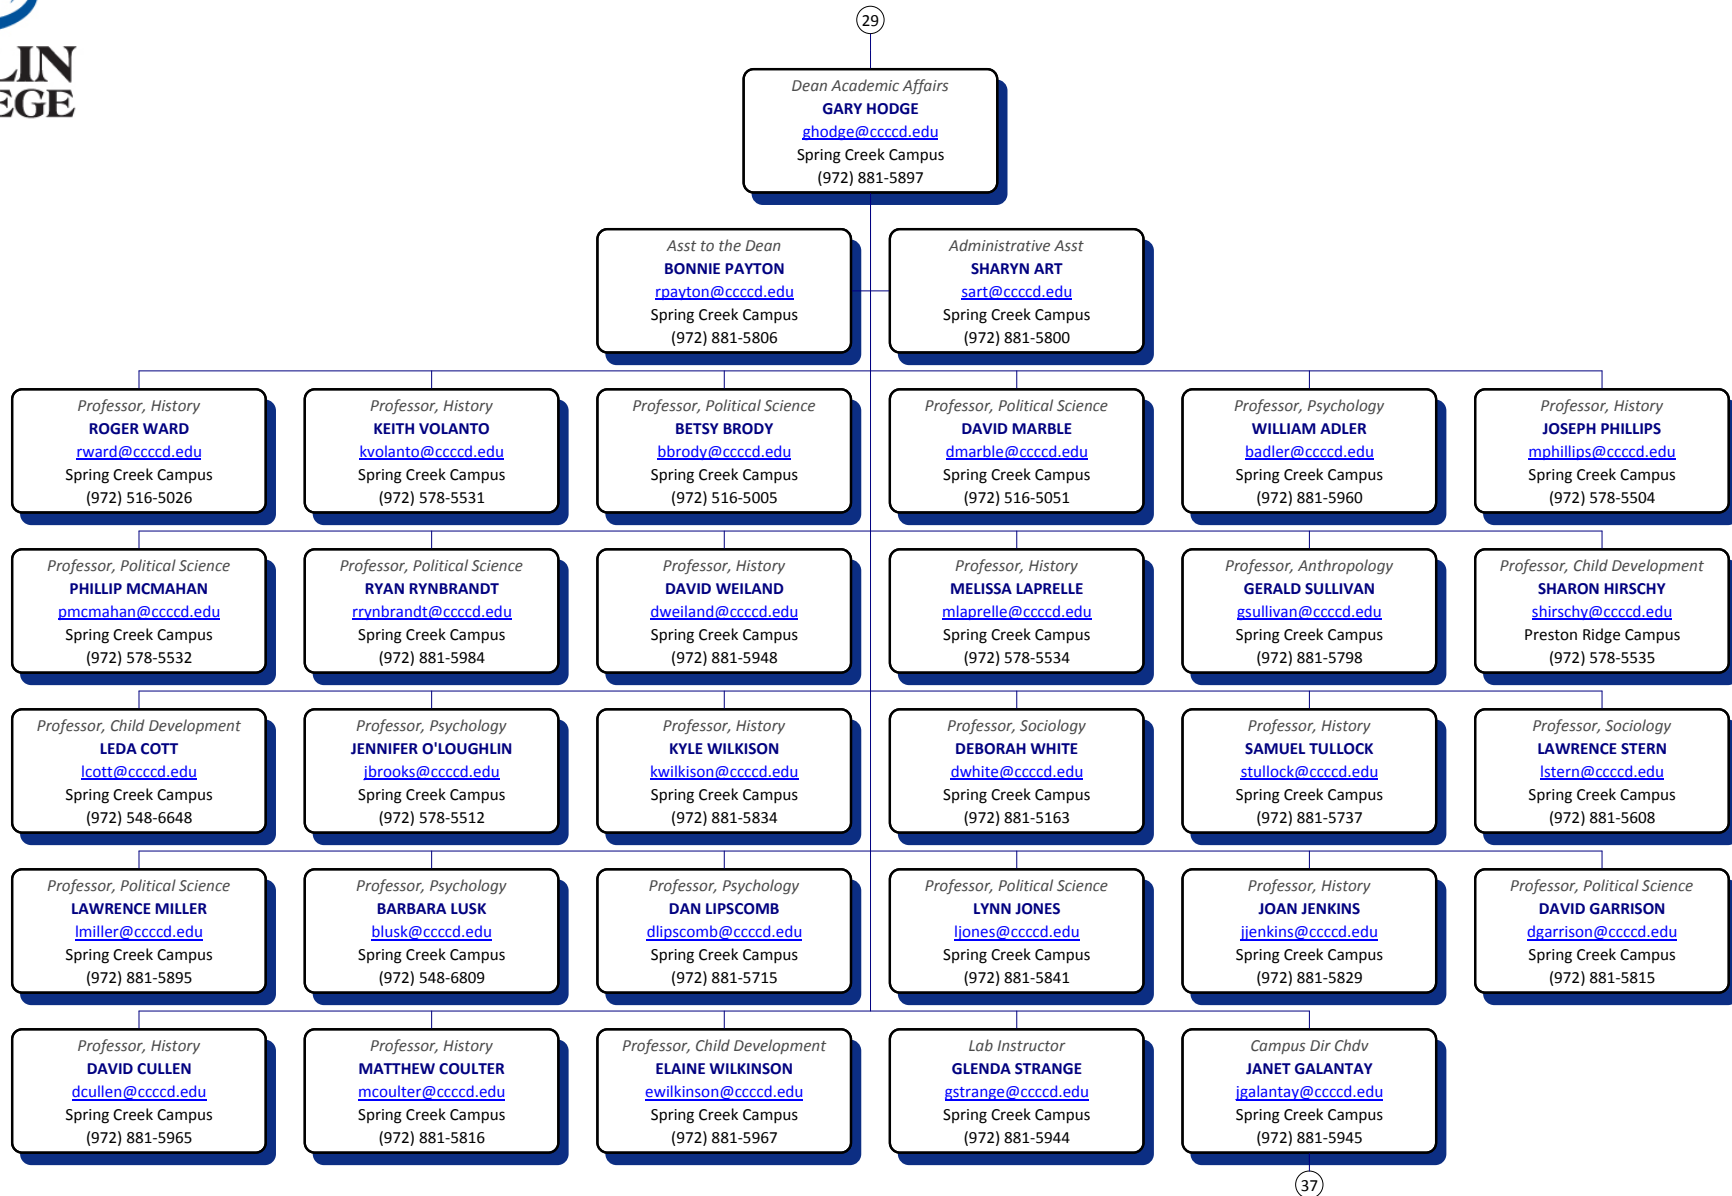 LIN
EGE
29
Dean Academic Affairs
GARY HODGE
ghodge@ccccd.edu
Spring Creek Campus
(972) 881-5897
Asst to the Dean
BONNIE PAYTON
rpayton@ccccd.edu
Spring Creek Campus
(972) 881-5806
Administrative Asst
SHARYN ART
sart@ccccd.edu
Spring Creek Campus
(972) 881-5800
Professor, History
ROGER WARD
rward@ccccd.edu
Spring Creek Campus
(972) 516-5026
Professor, History
KEITH VOLANTO
kvolanto@ccccd.edu
Spring Creek Campus
(972) 578-5531
Professor, Political Science
BETSY BRODY
bbrody@ccccd.edu
Spring Creek Campus
(972) 516-5005
Professor, Political Science
DAVID MARBLE
dmarble@ccccd.edu
Spring Creek Campus
(972) 516-5051
Professor, Psychology
WILLIAM ADLER
badler@ccccd.edu
Spring Creek Campus
(972) 881-5960
Professor, History
JOSEPH PHILLIPS
mphillips@ccccd.edu
Spring Creek Campus
(972) 578-5504
Professor, Political Science
PHILLIP MCMAHAN
pmcmahan@ccccd.edu
Spring Creek Campus
(972) 578-5532
Professor, Political Science
RYAN RYNBRANDT
rrynbrandt@ccccd.edu
Spring Creek Campus
(972) 881-5984
Professor, History
DAVID WEILAND
dweiland@ccccd.edu
Spring Creek Campus
(972) 881-5948
Professor, History
MELISSA LAPRELLE
mlaprelle@ccccd.edu
Spring Creek Campus
(972) 578-5534
Professor, Anthropology
GERALD SULLIVAN
gsullivan@ccccd.edu
Spring Creek Campus
(972) 881-5798
Professor, Child Development
SHARON HIRSCHY
shirschy@ccccd.edu
Preston Ridge Campus
(972) 578-5535
Professor, Child Development
LEDA COTT
lcott@ccccd.edu
Spring Creek Campus
(972) 548-6648
Professor, Psychology
JENNIFER O'LOUGHLIN
jbrooks@ccccd.edu
Spring Creek Campus
(972) 578-5512
Professor, History
KYLE WILKISON
kwilkison@ccccd.edu
Spring Creek Campus
(972) 881-5834
Professor, Sociology
DEBORAH WHITE
dwhite@ccccd.edu
Spring Creek Campus
(972) 881-5163
Professor, History
SAMUEL TULLOCK
stullock@ccccd.edu
Spring Creek Campus
(972) 881-5737
Professor, Sociology
LAWRENCE STERN
lstern@ccccd.edu
Spring Creek Campus
(972) 881-5608
Professor, Political Science
LAWRENCE MILLER
lmiller@ccccd.edu
Spring Creek Campus
(972) 881-5895
Professor, Psychology
BARBARA LUSK
blusk@ccccd.edu
Spring Creek Campus
(972) 548-6809
Professor, Psychology
DAN LIPSCOMB
dlipscomb@ccccd.edu
Spring Creek Campus
(972) 881-5715
Professor, Political Science
LYNN JONES
ljones@ccccd.edu
Spring Creek Campus
(972) 881-5841
Professor, History
JOAN JENKINS
jjenkins@ccccd.edu
Spring Creek Campus
(972) 881-5829
Professor, Political Science
DAVID GARRISON
dgarrison@ccccd.edu
Spring Creek Campus
(972) 881-5815
Professor, History
DAVID CULLEN
dcullen@ccccd.edu
Spring Creek Campus
(972) 881-5965
Professor, History
MATTHEW COULTER
mcoulter@ccccd.edu
Spring Creek Campus
(972) 881-5816
Professor, Child Development
ELAINE WILKINSON
ewilkinson@ccccd.edu
Spring Creek Campus
(972) 881-5967
Lab Instructor
GLENDA STRANGE
gstrange@ccccd.edu
Spring Creek Campus
(972) 881-5944
Campus Dir Chdv
JANET GALANTAY
jgalantay@ccccd.edu
Spring Creek Campus
(972) 881-5945
37